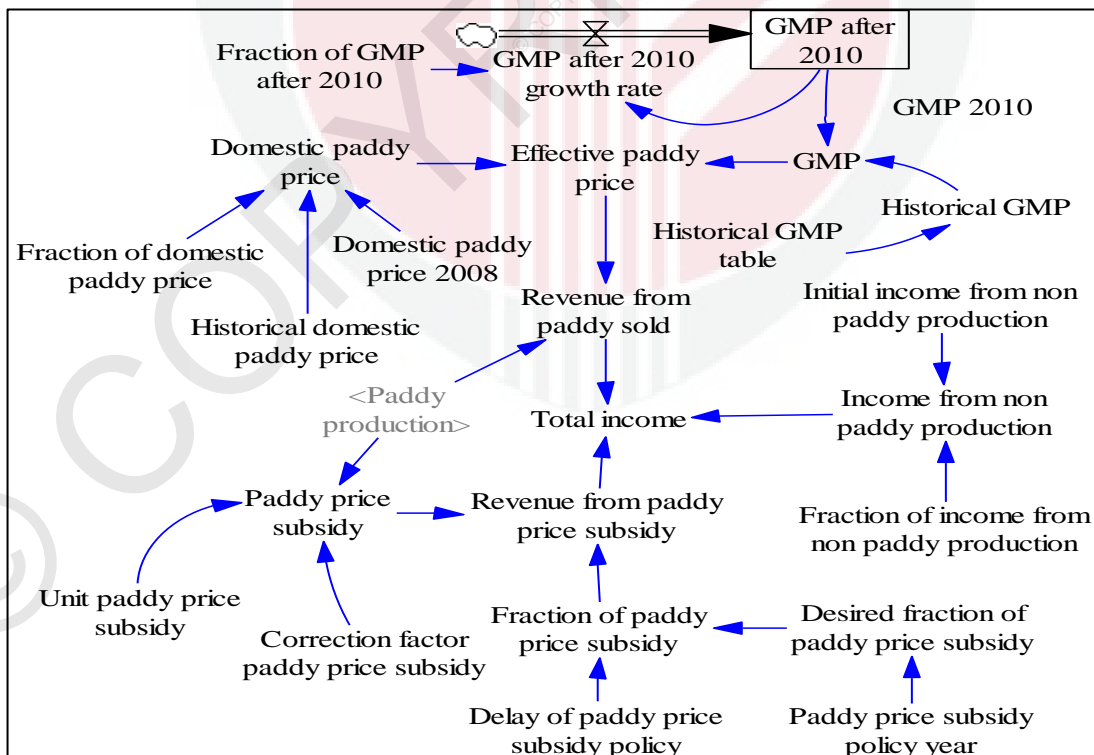 Fraction of GMP
after 2010
GMP after 2010
growth rate
GMP after
2010
GMP 2010
Domestic paddy
price
Effective paddy
price
GMP
Historical GMP
Historical GMP
table
Fraction of domestic
paddy price
Domestic paddy
price 2008
Historical domestic
paddy price
Revenue from
paddy sold
Initial income from non
paddy production
<Paddy
production>
Total income
Income from non
paddy production
Paddy price
subsidy
Revenue from paddy
price subsidy
Fraction of income from
non paddy production
Unit paddy price
subsidy
Correction factor
paddy price subsidy
Fraction of paddy
price subsidy
Desired fraction of
paddy price subsidy
Delay of paddy price
subsidy policy
Paddy price subsidy
policy year
© COPYR
© COP